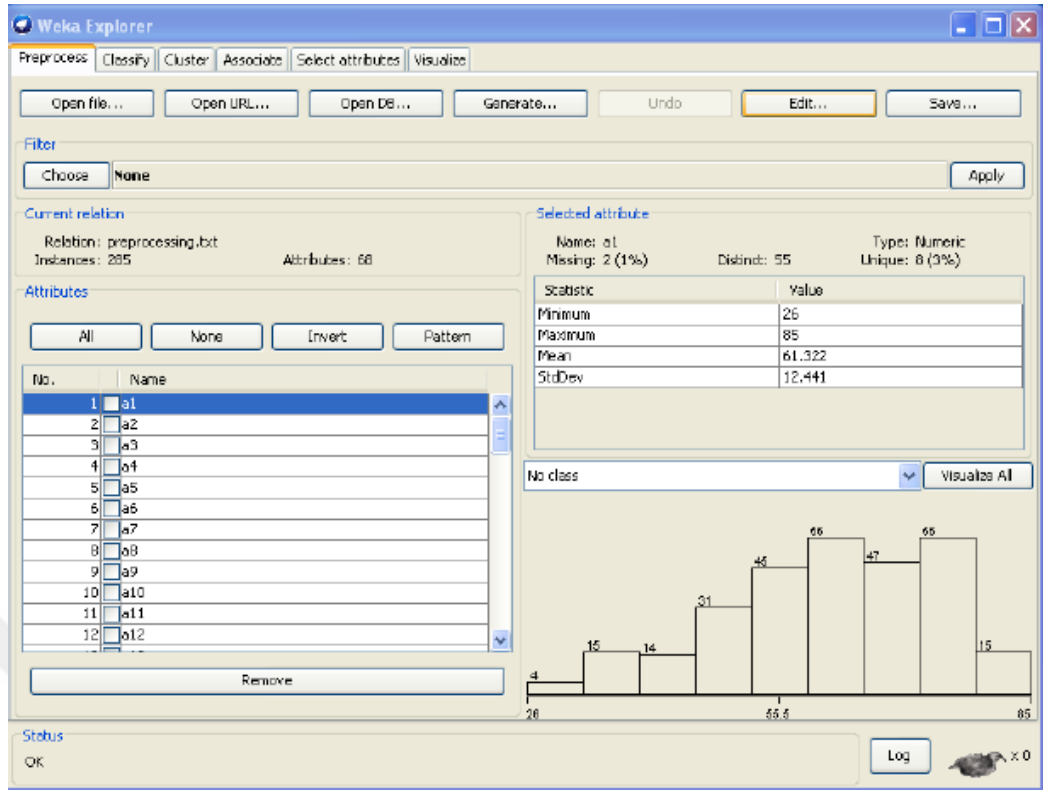 Weka Explorer
Preprocess Classify Cluster Associate Select attributes Visualize
Open file... Open URL... Open DB... Generate... Undo Edit... Save...
Filter
Choose None Apply
Current relation
Relation: preprocessing.txt
Instances: 285 Attributes: 68
Attributes
All None Invert Pattern
No. Name
1 a1
2 a2
3 a3
4 a4
5 a5
6 a6
7 a7
8 a8
9 a9
10 a10
11 a11
12 a12
Remove
Selected attribute
Name: a1 Type: Numeric
Missing: 2 (1%) Distinct: 55 Unique: 8 (3%)
Statistic Value
Minimum 26
Maximum 85
Mean 61.322
StdDev 12.441
No class Visualize All
4 15 14 31 45 56 47 56 15
26 55.5 85
Status
OK
Log x 0